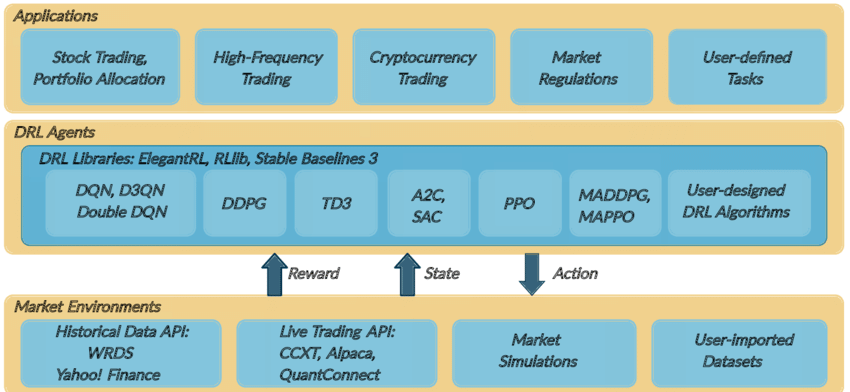 Applications
Stock Trading,
Portfolio Allocation
High-Frequency
Trading
Cryptocurrency
Trading
Market
Regulations
User-defined
Tasks
DRL Agents
DRL Libraries: ElegantRL, RLlib, Stable Baselines 3
DQN, D3QN
Double DQN
DDPG
TD3
A2C,
SAC
PPO
MADDPG,
MAPPO
User-designed
DRL Algorithms
Reward
State
Action
Market Environments
Historical Data API:
WRDS
Yahoo! Finance
Live Trading API:
CCXT, Alpaca,
QuantConnect
Market
Simulations
User-imported
Datasets